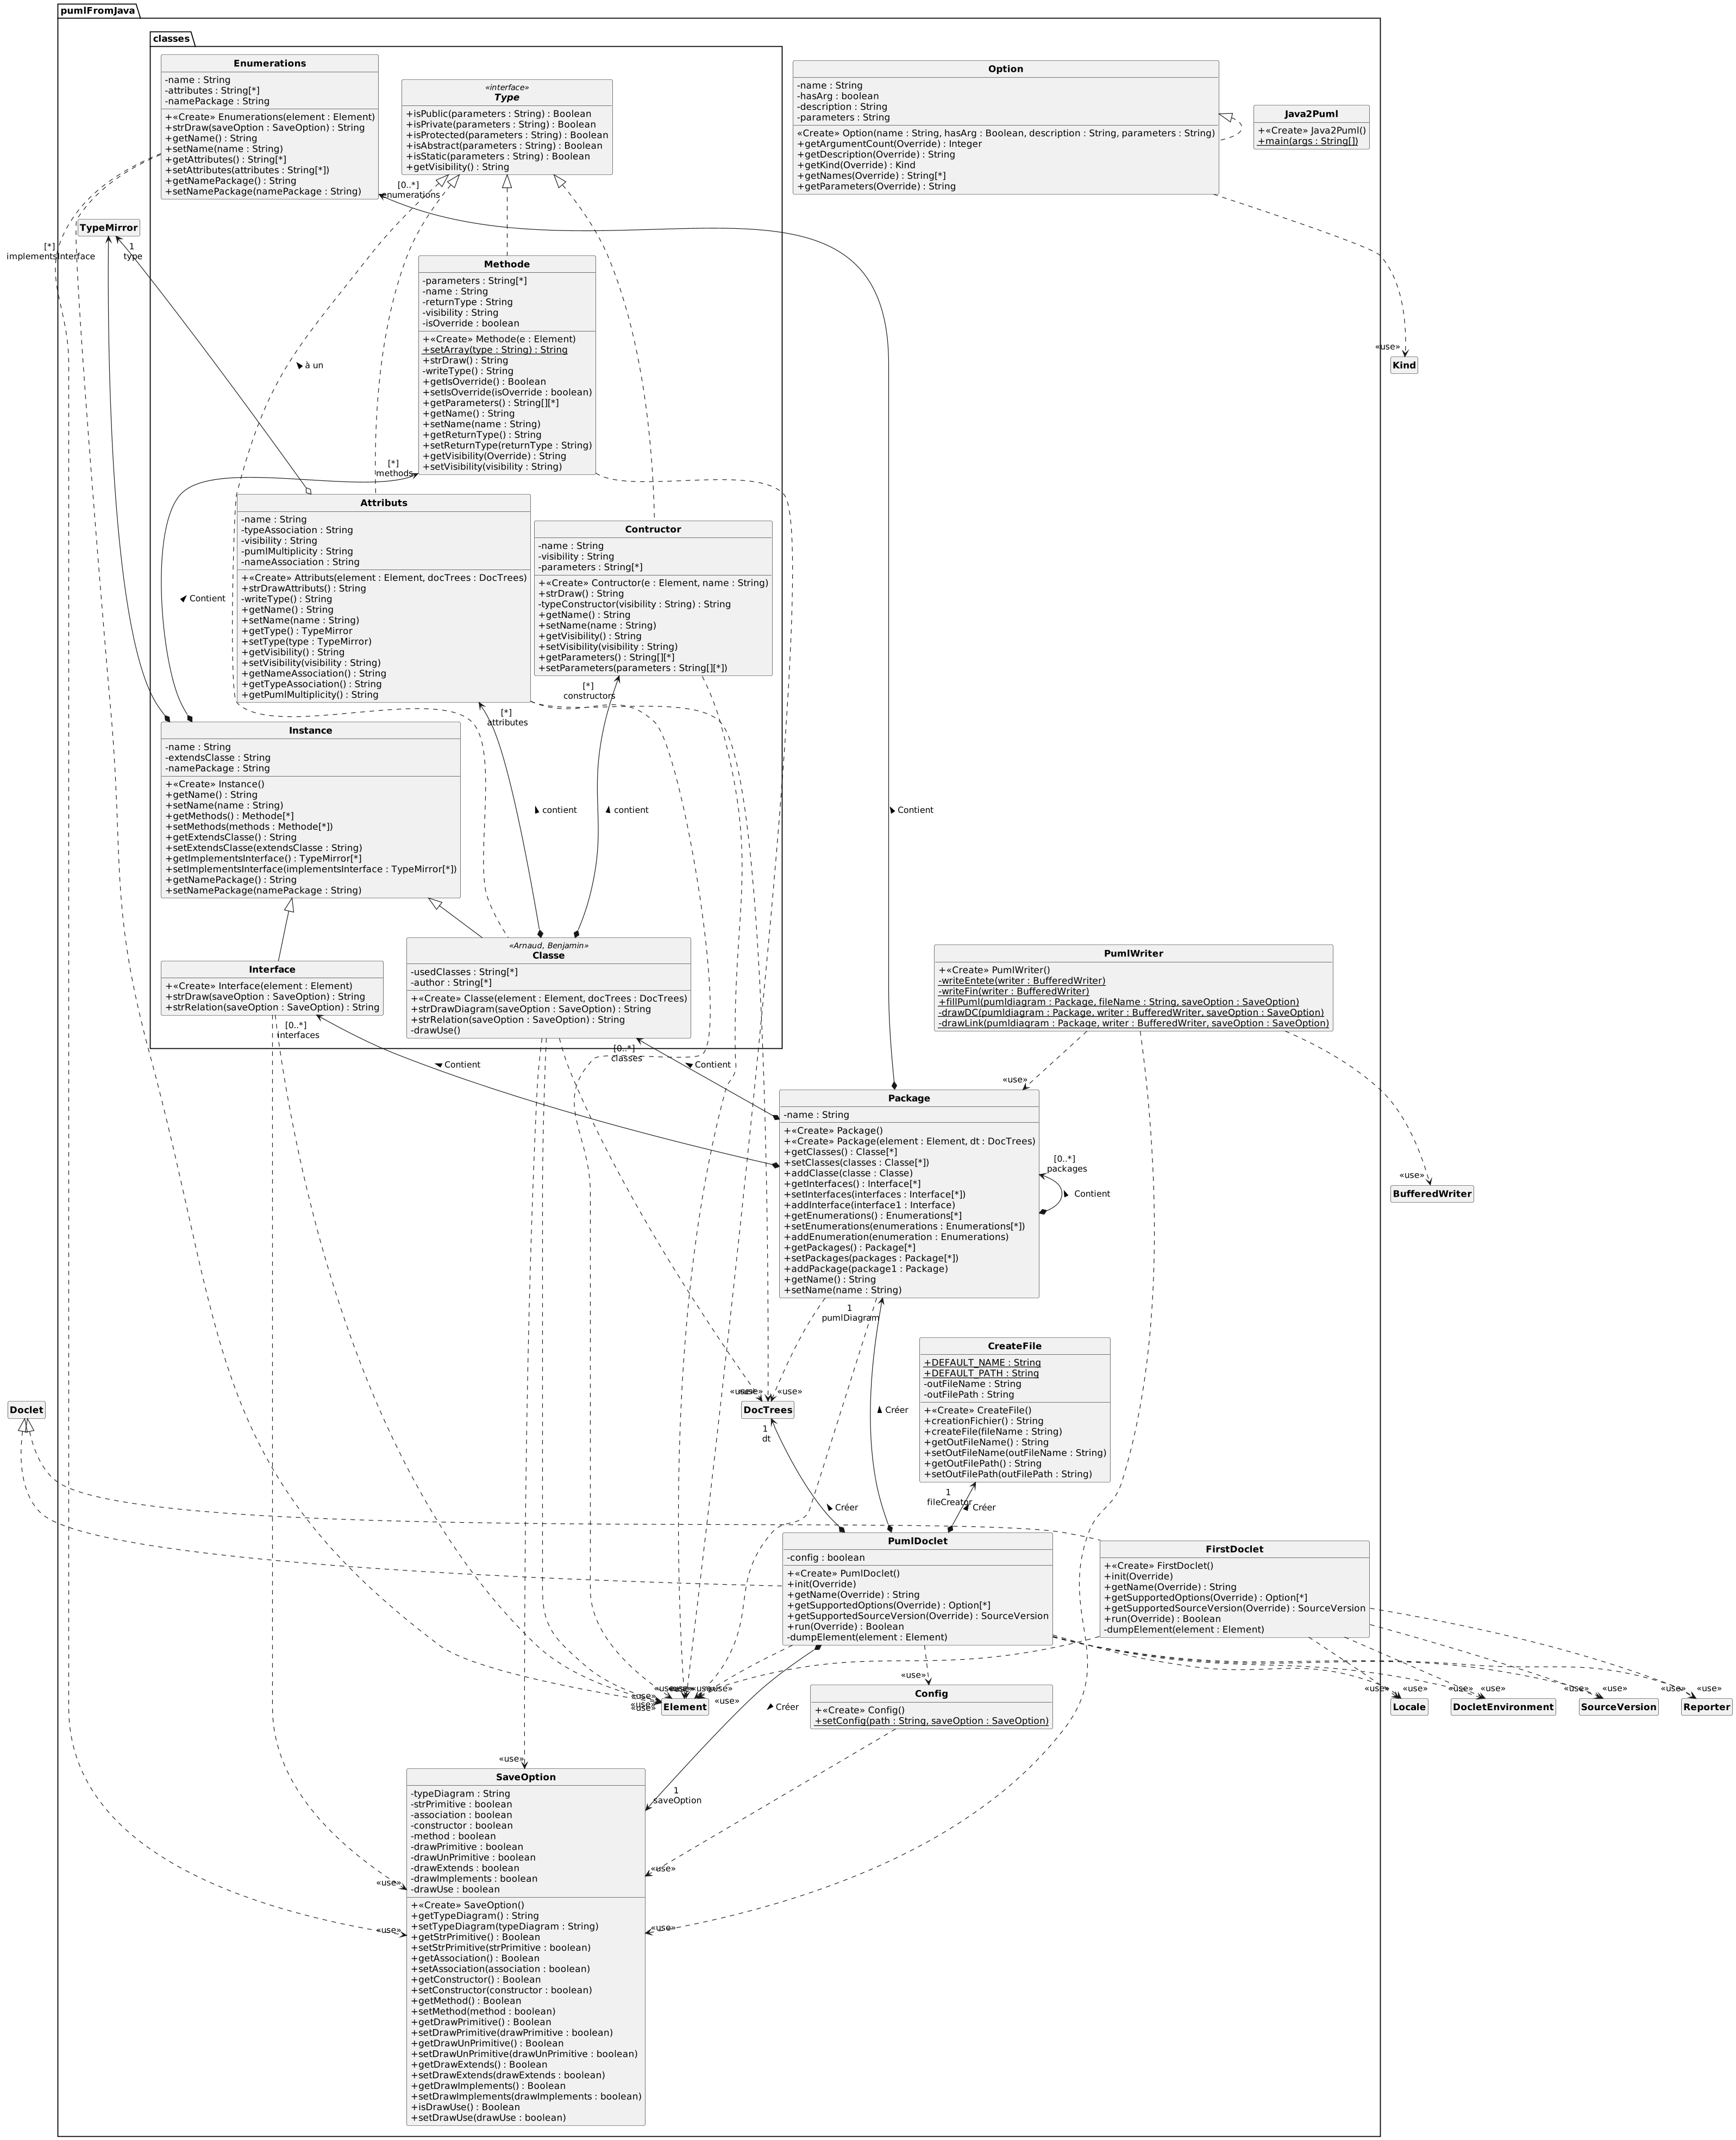 pumlFromJava
classes
Enumerations
-name : String
-attributes : String[*]
-namePackage : String
+«Create» Enumerations(element : Element)
+strDraw(saveOption : SaveOption) : String
+getName() : String
+setName(name : String)
+getAttributes() : String[*]
+setAttributes(attributes : String[*])
+getNamePackage() : String
+setNamePackage(namePackage : String)
«interface»
Type
+isPublic(parameters : String) : Boolean
+isPrivate(parameters : String) : Boolean
+isProtected(parameters : String) : Boolean
+isAbstract(parameters : String) : Boolean
+isStatic(parameters : String) : Boolean
+getVisibility() : String
Option
-name : String
-hasArg : boolean
-description : String
-parameters : String
«Create» Option(name : String, hasArg : Boolean, description : String, parameters : String)
+getArgumentCount(Override) : Integer
+getDescription(Override) : String
+getKind(Override) : Kind
+getNames(Override) : String[*]
+getParameters(Override) : String
Java2Puml
+«Create» Java2Puml()
+main(args : String[])
[0..*]
enumerations
TypeMirror
[*]
implementsInterface
1
type
Methode
-parameters : String[*]
-name : String
-returnType : String
-visibility : String
-isOverride : boolean
+«Create» Methode(e : Element)
+setArray(type : String) : String
+strDraw() : String
-writeType() : String
+getIsOverride() : Boolean
+setIsOverride(isOverride : boolean)
+getParameters() : String[][*]
+getName() : String
+setName(name : String)
+getReturnType() : String
+setReturnType(returnType : String)
+getVisibility(Override) : String
+setVisibility(visibility : String)
à un
«use»
Kind
[*]
methods
Attributs
-name : String
-typeAssociation : String
-visibility : String
-pumlMultiplicity : String
-nameAssociation : String
+«Create» Attributs(element : Element, docTrees : DocTrees)
+strDrawAttributs() : String
-writeType() : String
+getName() : String
+setName(name : String)
+getType() : TypeMirror
+setType(type : TypeMirror)
+getVisibility() : String
+setVisibility(visibility : String)
+getNameAssociation() : String
+getTypeAssociation() : String
+getPumlMultiplicity() : String
Contructor
-name : String
-visibility : String
-parameters : String[*]
+«Create» Contructor(e : Element, name : String)
+strDraw() : String
-typeConstructor(visibility : String) : String
+getName() : String
+setName(name : String)
+getVisibility() : String
+setVisibility(visibility : String)
+getParameters() : String[][*]
+setParameters(parameters : String[][*])
Contient
[*]
constructors
[*]
attributes
Instance
-name : String
-extendsClasse : String
-namePackage : String
+«Create» Instance()
+getName() : String
+setName(name : String)
+getMethods() : Methode[*]
+setMethods(methods : Methode[*])
+getExtendsClasse() : String
+setExtendsClasse(extendsClasse : String)
+getImplementsInterface() : TypeMirror[*]
+setImplementsInterface(implementsInterface : TypeMirror[*])
+getNamePackage() : String
+setNamePackage(namePackage : String)
contient
contient
Contient
Interface
+«Create» Interface(element : Element)
+strDraw(saveOption : SaveOption) : String
+strRelation(saveOption : SaveOption) : String
«Arnaud, Benjamin»
Classe
-usedClasses : String[*]
-author : String[*]
+«Create» Classe(element : Element, docTrees : DocTrees)
+strDrawDiagram(saveOption : SaveOption) : String
+strRelation(saveOption : SaveOption) : String
-drawUse()
PumlWriter
+«Create» PumlWriter()
-writeEntete(writer : BufferedWriter)
-writeFin(writer : BufferedWriter)
+fillPuml(pumldiagram : Package, fileName : String, saveOption : SaveOption)
-drawDC(pumldiagram : Package, writer : BufferedWriter, saveOption : SaveOption)
-drawLink(pumldiagram : Package, writer : BufferedWriter, saveOption : SaveOption)
[0..*]
interfaces
[0..*]
classes
Contient
Contient
«use»
Package
-name : String
+«Create» Package()
+«Create» Package(element : Element, dt : DocTrees)
+getClasses() : Classe[*]
+setClasses(classes : Classe[*])
+addClasse(classe : Classe)
+getInterfaces() : Interface[*]
+setInterfaces(interfaces : Interface[*])
+addInterface(interface1 : Interface)
+getEnumerations() : Enumerations[*]
+setEnumerations(enumerations : Enumerations[*])
+addEnumeration(enumeration : Enumerations)
+getPackages() : Package[*]
+setPackages(packages : Package[*])
+addPackage(package1 : Package)
+getName() : String
+setName(name : String)
[0..*]
packages
Contient
«use»
BufferedWriter
1
pumlDiagram
CreateFile
+DEFAULT_NAME : String
+DEFAULT_PATH : String
-outFileName : String
-outFilePath : String
+«Create» CreateFile()
+creationFichier() : String
+createFile(fileName : String)
+getOutFileName() : String
+setOutFileName(outFileName : String)
+getOutFilePath() : String
+setOutFilePath(outFilePath : String)
«use»
«use»
«use»
Doclet
DocTrees
1
dt
Créer
Créer
1
fileCreator
Créer
PumlDoclet
-config : boolean
+«Create» PumlDoclet()
+init(Override)
+getName(Override) : String
+getSupportedOptions(Override) : Option[*]
+getSupportedSourceVersion(Override) : SourceVersion
+run(Override) : Boolean
-dumpElement(element : Element)
FirstDoclet
+«Create» FirstDoclet()
+init(Override)
+getName(Override) : String
+getSupportedOptions(Override) : Option[*]
+getSupportedSourceVersion(Override) : SourceVersion
+run(Override) : Boolean
-dumpElement(element : Element)
«use»
«use»
«use»
«use»
«use»
«use»
«use»
«use»
«use»
«use»
Element
Créer
Config
+«Create» Config()
+setConfig(path : String, saveOption : SaveOption)
«use»
«use»
«use»
«use»
«use»
«use»
«use»
«use»
Locale
DocletEnvironment
SourceVersion
Reporter
«use»
SaveOption
-typeDiagram : String
-strPrimitive : boolean
-association : boolean
-constructor : boolean
-method : boolean
-drawPrimitive : boolean
-drawUnPrimitive : boolean
-drawExtends : boolean
-drawImplements : boolean
-drawUse : boolean
+«Create» SaveOption()
+getTypeDiagram() : String
+setTypeDiagram(typeDiagram : String)
+getStrPrimitive() : Boolean
+setStrPrimitive(strPrimitive : boolean)
+getAssociation() : Boolean
+setAssociation(association : boolean)
+getConstructor() : Boolean
+setConstructor(constructor : boolean)
+getMethod() : Boolean
+setMethod(method : boolean)
+getDrawPrimitive() : Boolean
+setDrawPrimitive(drawPrimitive : boolean)
+getDrawUnPrimitive() : Boolean
+setDrawUnPrimitive(drawUnPrimitive : boolean)
+getDrawExtends() : Boolean
+setDrawExtends(drawExtends : boolean)
+getDrawImplements() : Boolean
+setDrawImplements(drawImplements : boolean)
+isDrawUse() : Boolean
+setDrawUse(drawUse : boolean)
1
saveOption
«use»
«use»
«use»
«use»